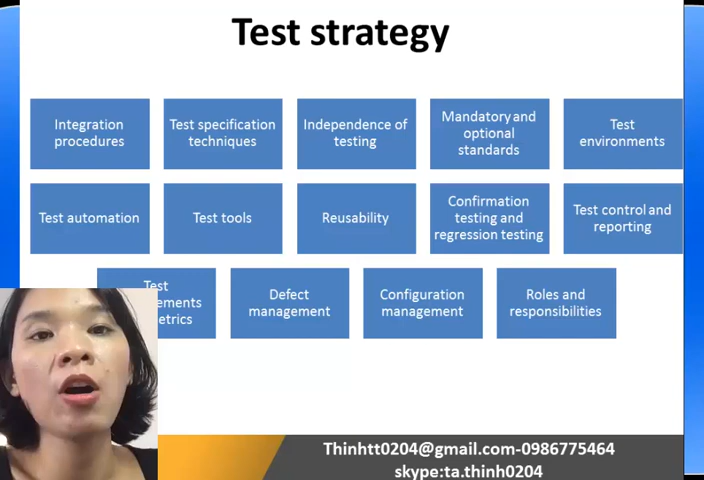 Test strategy
Integration
procedures
Test specification
techniques
Independence of
testing
Mandatory and
optional
standards
Test
environments
Test automation
Test tools
Reusability
Confirmation
testing and
regression testing
Test control and
reporting
Test
Defect
management
Configuration
management
Roles and
responsibilities
Thinhtt0204@gmail.com-0986775464
skype:ta.thinh0204